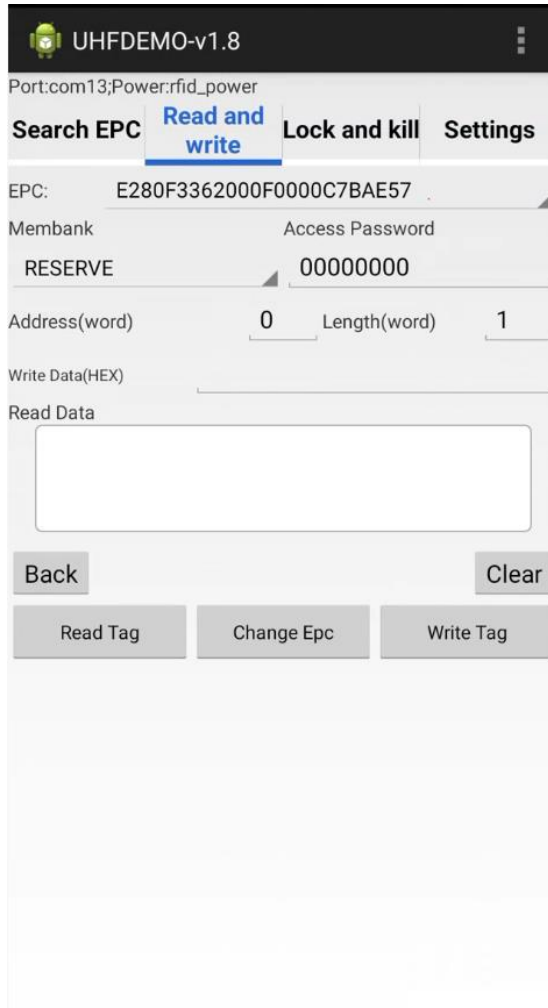 UHFDEMO-v1.8
Port:com13;Power:rfid_power
Search EPC Read and write Lock and kill Settings
EPC: E280F3362000F0000C7BAE57
Membank Access Password
RESERVE 00000000
Address(word) 0 Length(word) 1
Write Data(HEX)
Read Data
Back Clear
Read Tag Change Epc Write Tag